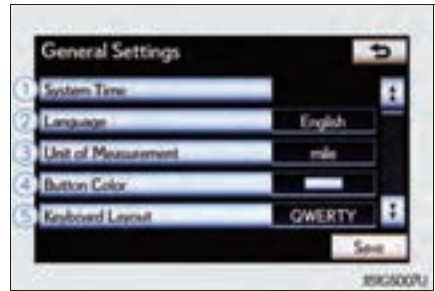 General Settings
1 System Time
2 Language English
3 Unit of Measurement mile
4 Button Color
5 Keyboard Layout QWERTY
Save